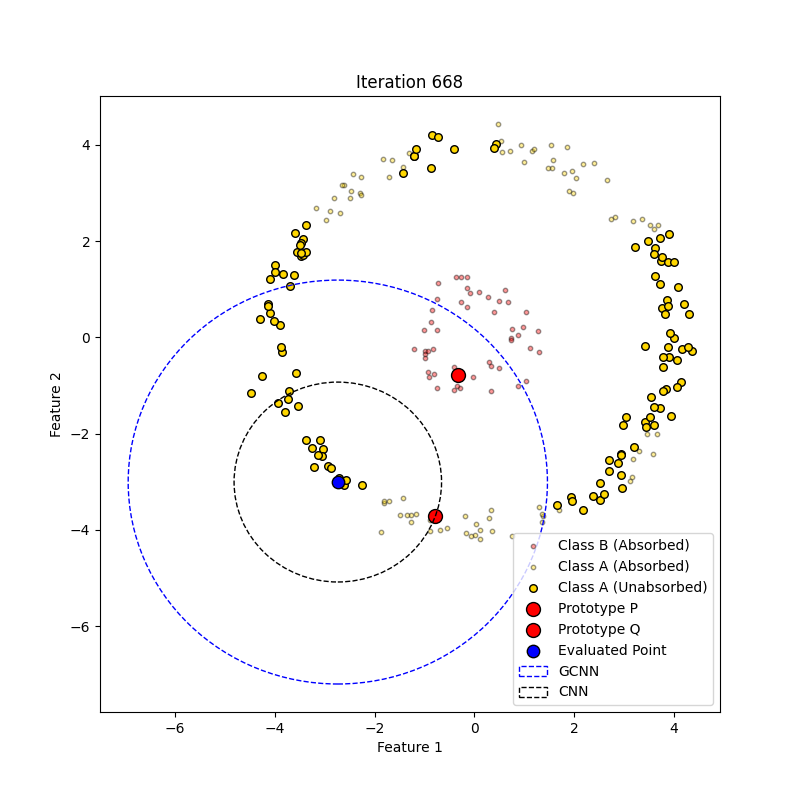 Iteration 668
Feature 2
4
2
0
−2
−4
−6
Class B (Absorbed)
Class A (Absorbed)
Class A (Unabsorbed)
Prototype P
Prototype Q
Evaluated Point
GCNN
CNN
−6
−4
−2
0
2
4
Feature 1